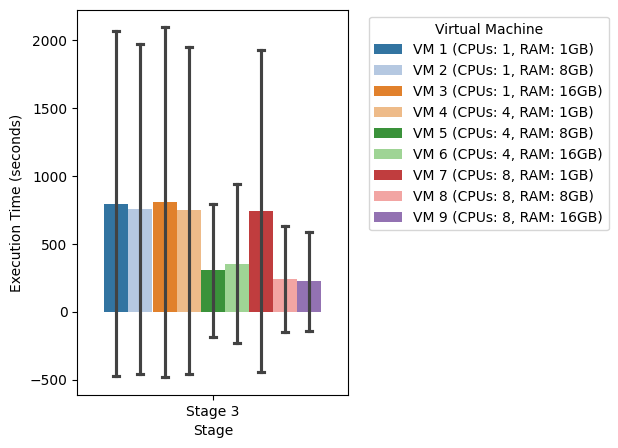 2000
1500
1000
500
0
−500
Execution Time (seconds)
Stage 3
Stage
Virtual Machine
VM 1 (CPUs: 1, RAM: 1GB)
VM 2 (CPUs: 1, RAM: 8GB)
VM 3 (CPUs: 1, RAM: 16GB)
VM 4 (CPUs: 4, RAM: 1GB)
VM 5 (CPUs: 4, RAM: 8GB)
VM 6 (CPUs: 4, RAM: 16GB)
VM 7 (CPUs: 8, RAM: 1GB)
VM 8 (CPUs: 8, RAM: 8GB)
VM 9 (CPUs: 8, RAM: 16GB)